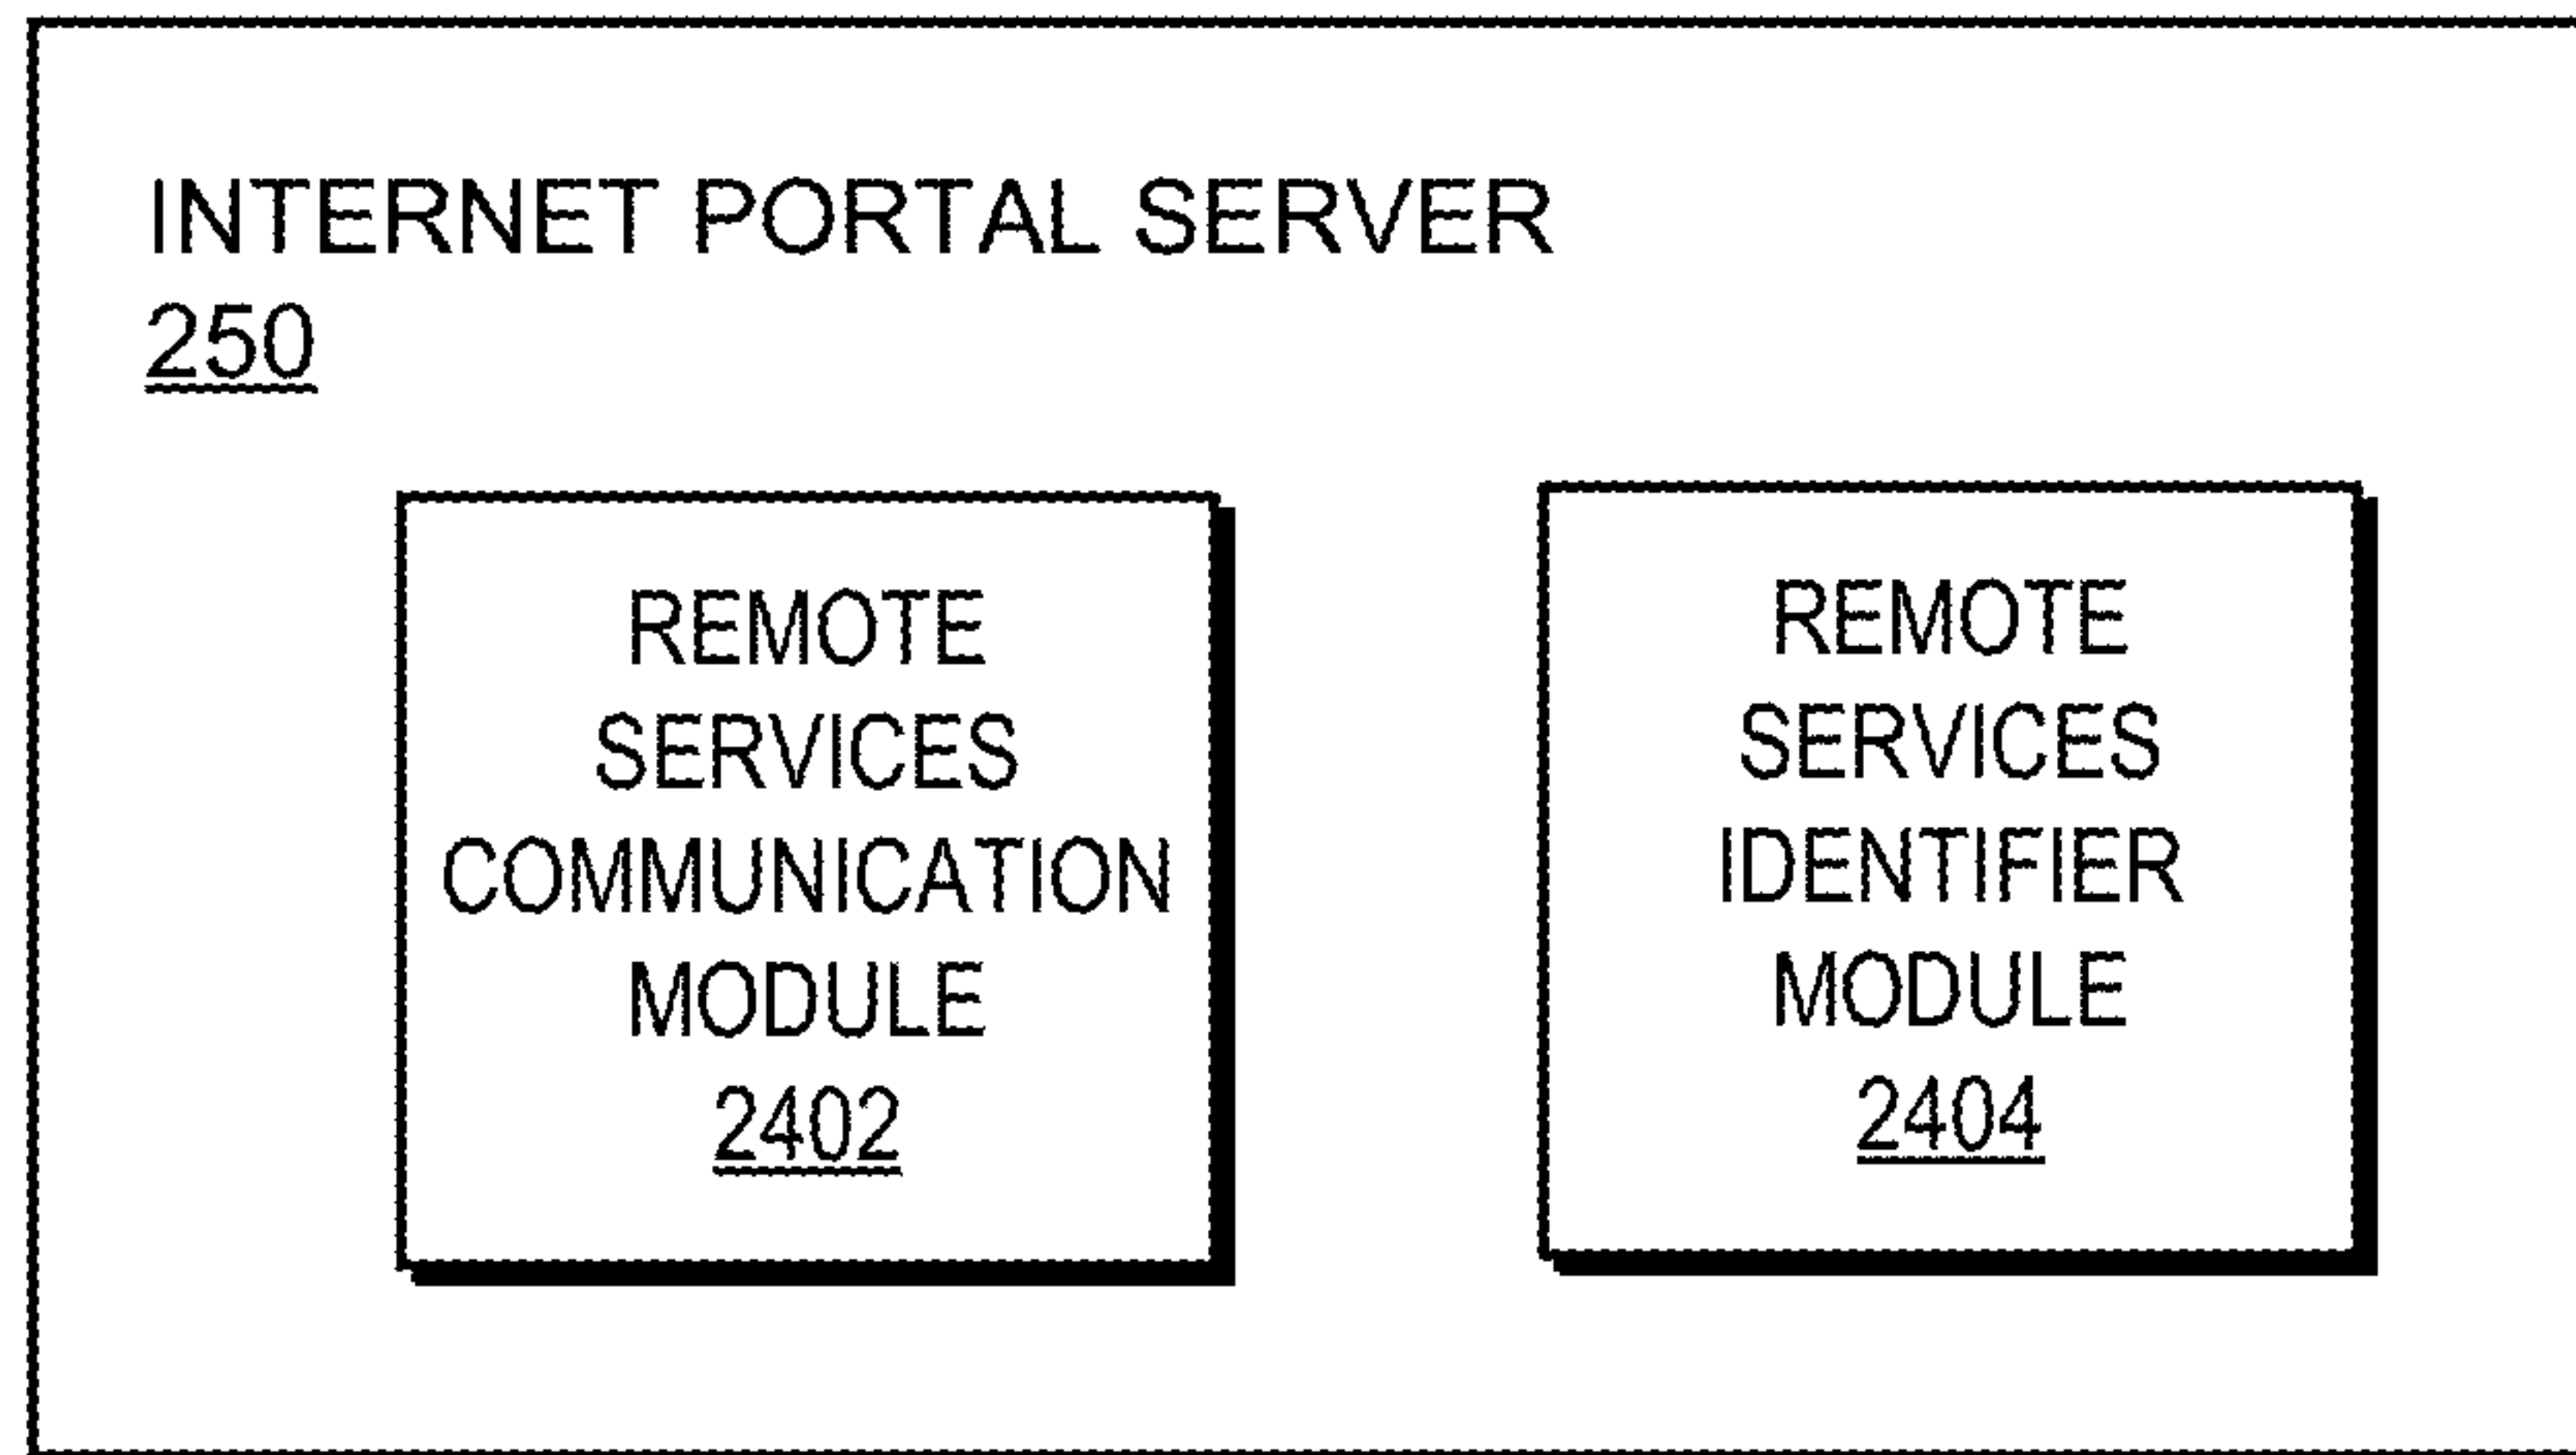 INTERNET PORTAL SERVER
250
REMOTE
SERVICES
COMMUNICATION
MODULE
2402
REMOTE
SERVICES
IDENTIFIER
MODULE
2404